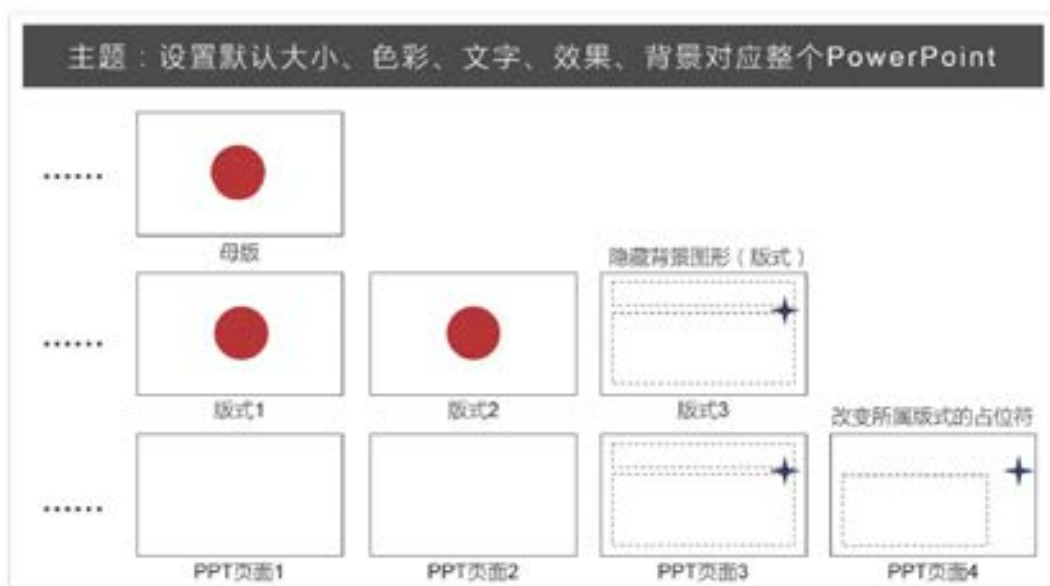 主题：设置默认大小、色彩、文字、效果、背景对应整个PowerPoint
......
母版
隐藏背景图形（版式）
......
版式1
版式2
版式3
改变所属版式的占位符
......
PPT页面1
PPT页面2
PPT页面3
PPT页面4